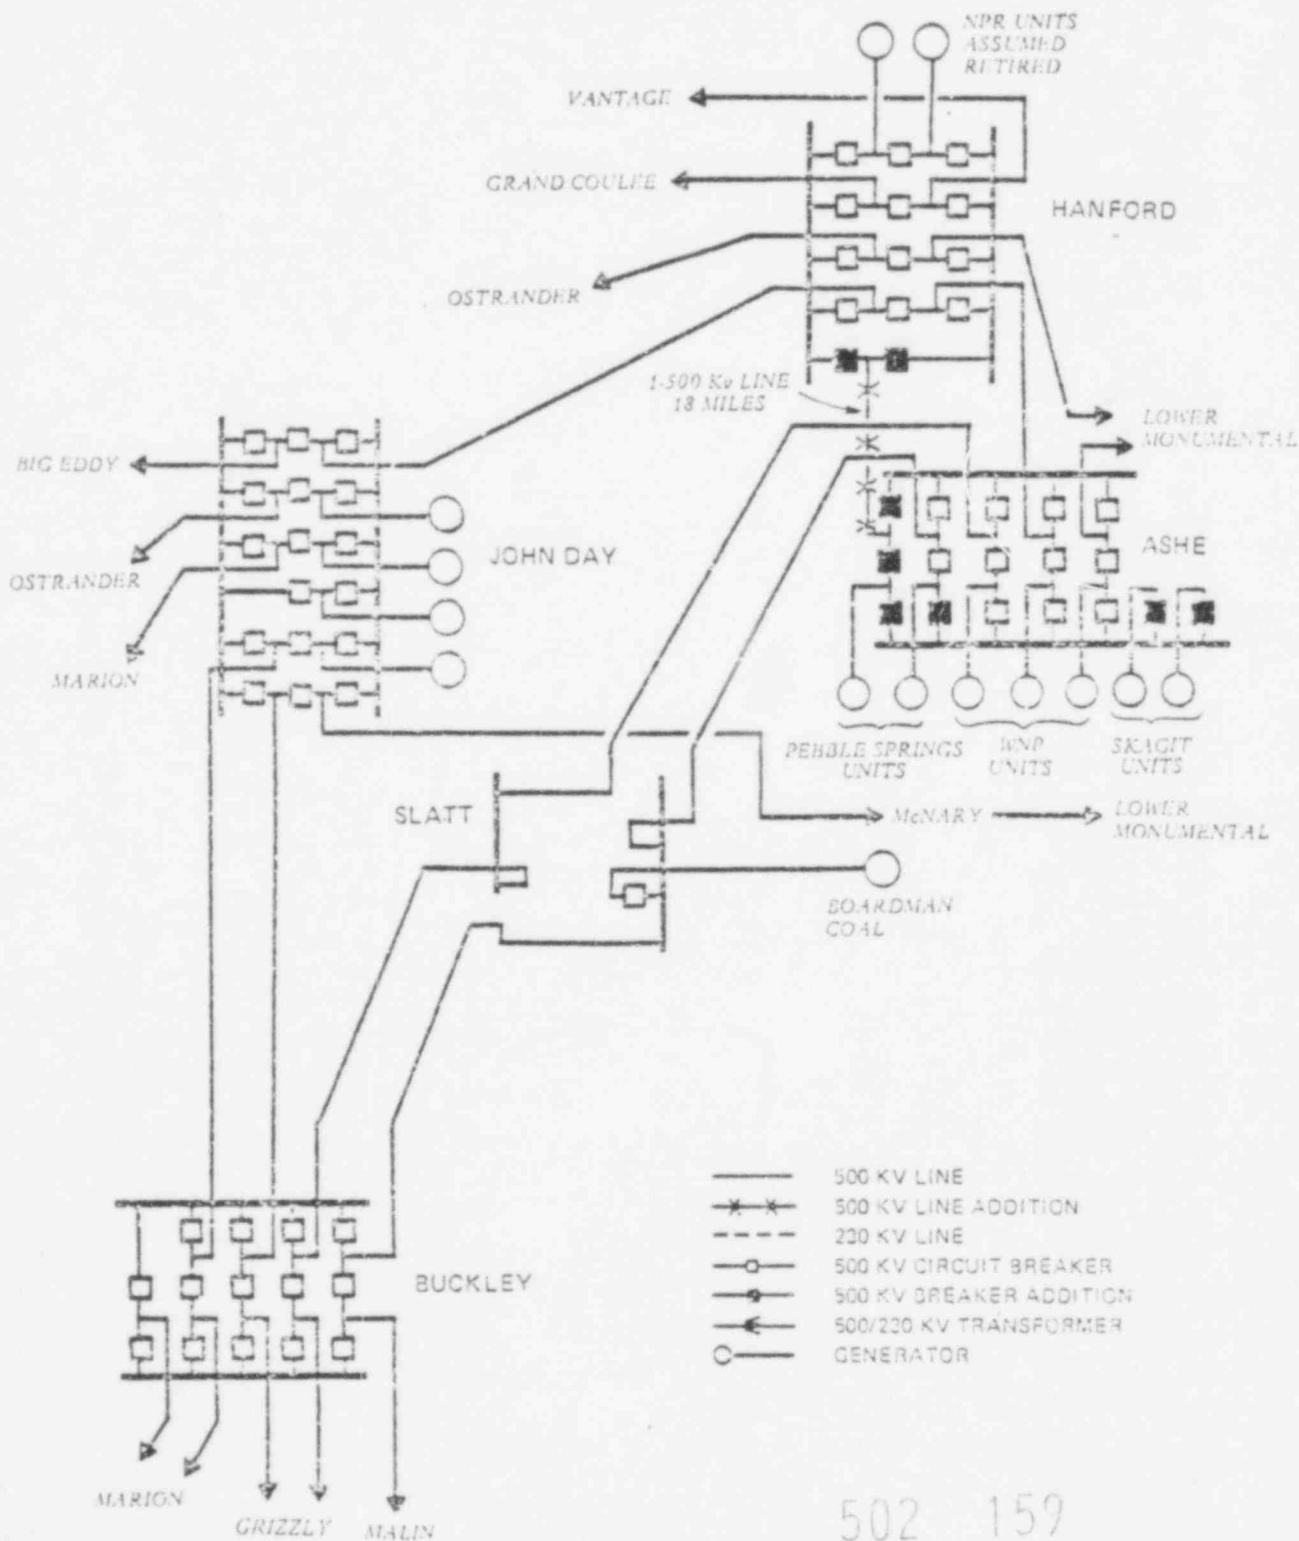 NPR UNITS
ASSUMED
RETIRED
VANTAGE
GRAND COULEE
HANFORD
OSTRANDER
1-500 Kv LINE
18 MILES
LOWER
MONUMENTAL
BIG EDDY
ASHE
JOHN DAY
OSTRANDER
MARION
PEBBLE SPRINGS
UNITS
WNP
UNITS
SKAGIT
UNITS
SLATT
McNARY
LOWER
MONUMENTAL
BOARDMAN
COAL
500 KV LINE
500 KV LINE ADDITION
230 KV LINE
500 KV CIRCUIT BREAKER
500 KV BREAKER ADDITION
500/230 KV TRANSFORMER
GENERATOR
BUCKLEY
MARION
GRIZZLY
MALIN
502 159